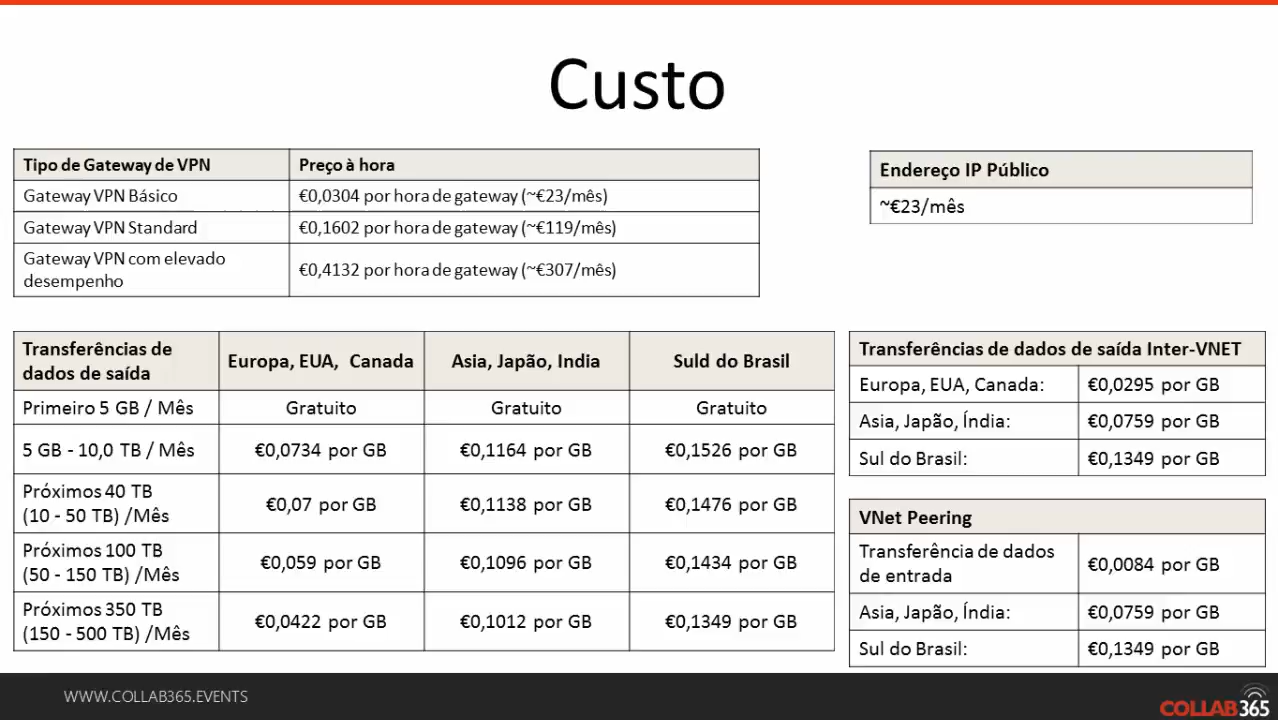 Custo
Tipo de Gateway de VPN Preço à hora
Gateway VPN Básico €0,0304 por hora de gateway (~€23/mês)
Gateway VPN Standard €0,1602 por hora de gateway (~€119/mês)
Gateway VPN com elevado
desempenho €0,4132 por hora de gateway (~€307/mês)
Endereço IP Público
~€23/mês
Transferências de
dados de saída Europa, EUA, Canada Asia, Japão, India Suld do Brasil
Primeiro 5 GB / Mês Gratuito Gratuito Gratuito
5 GB - 10,0 TB / Mês €0,0734 por GB €0,1164 por GB €0,1526 por GB
Próximos 40 TB
(10 - 50 TB) /Mês €0,07 por GB €0,1138 por GB €0,1476 por GB
Próximos 100 TB
(50 - 150 TB) /Mês €0,059 por GB €0,1096 por GB €0,1434 por GB
Próximos 350 TB
(150 - 500 TB) /Mês €0,0422 por GB €0,1012 por GB €0,1349 por GB
Transferências de dados de saída Inter-VNET
Europa, EUA, Canada: €0,0295 por GB
Asia, Japão, Índia: €0,0759 por GB
Sul do Brasil: €0,1349 por GB
VNet Peering
Transferência de dados
de entrada €0,0084 por GB
Asia, Japão, Índia: €0,0759 por GB
Sul do Brasil: €0,1349 por GB
WWW.COLLAB365.EVENTS
COLLAB365